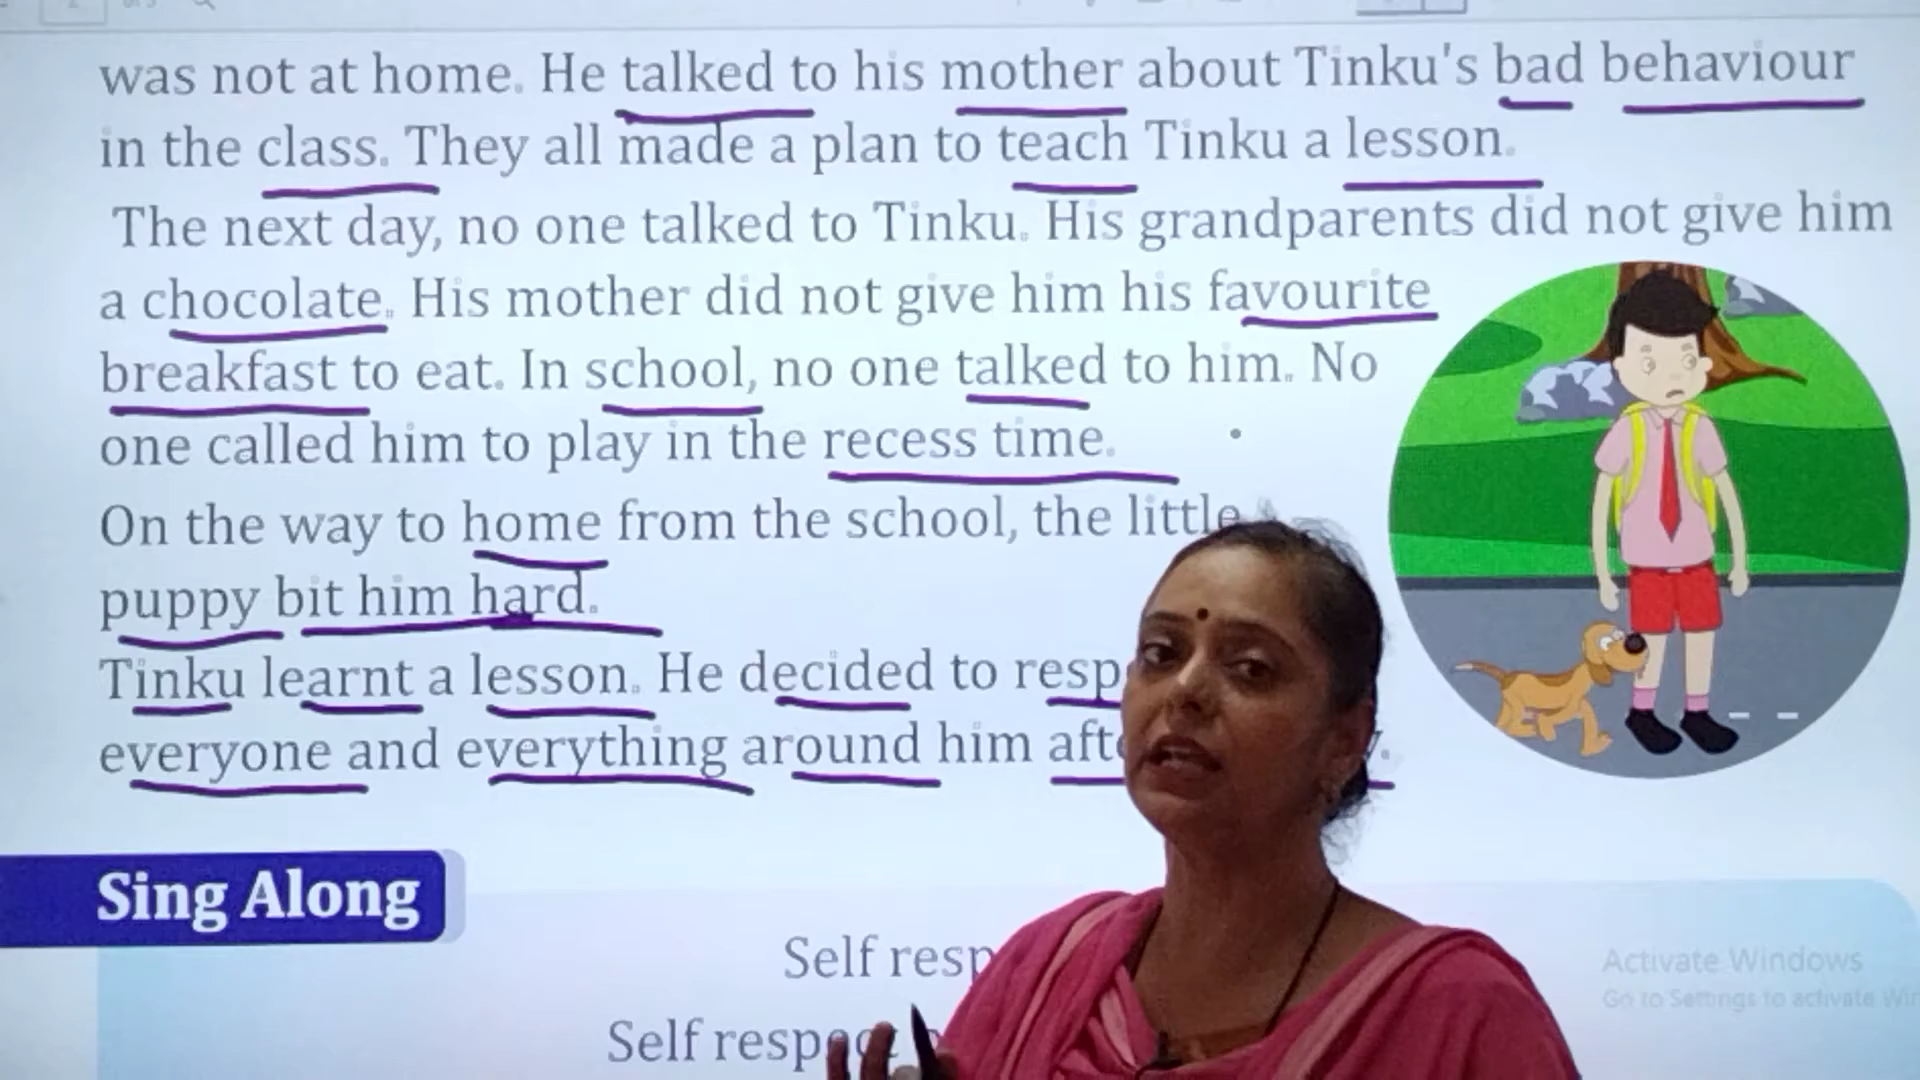 was not at home. He talked to his mother about Tinku's bad behaviour
in the class. They all made a plan to teach Tinku a lesson.
The next day, no one talked to Tinku. His grandparents did not give him
a chocolate. His mother did not give him his favourite
breakfast to eat. In school, no one talked to him. No
one called him to play in the recess time.
On the way to home from the school, the little
puppy bit him hard.
Tinku learnt a lesson. He decided to
everyone and everything around him
Sing Along
Self
Self respect
Activate Windows
Go to Settings to activate